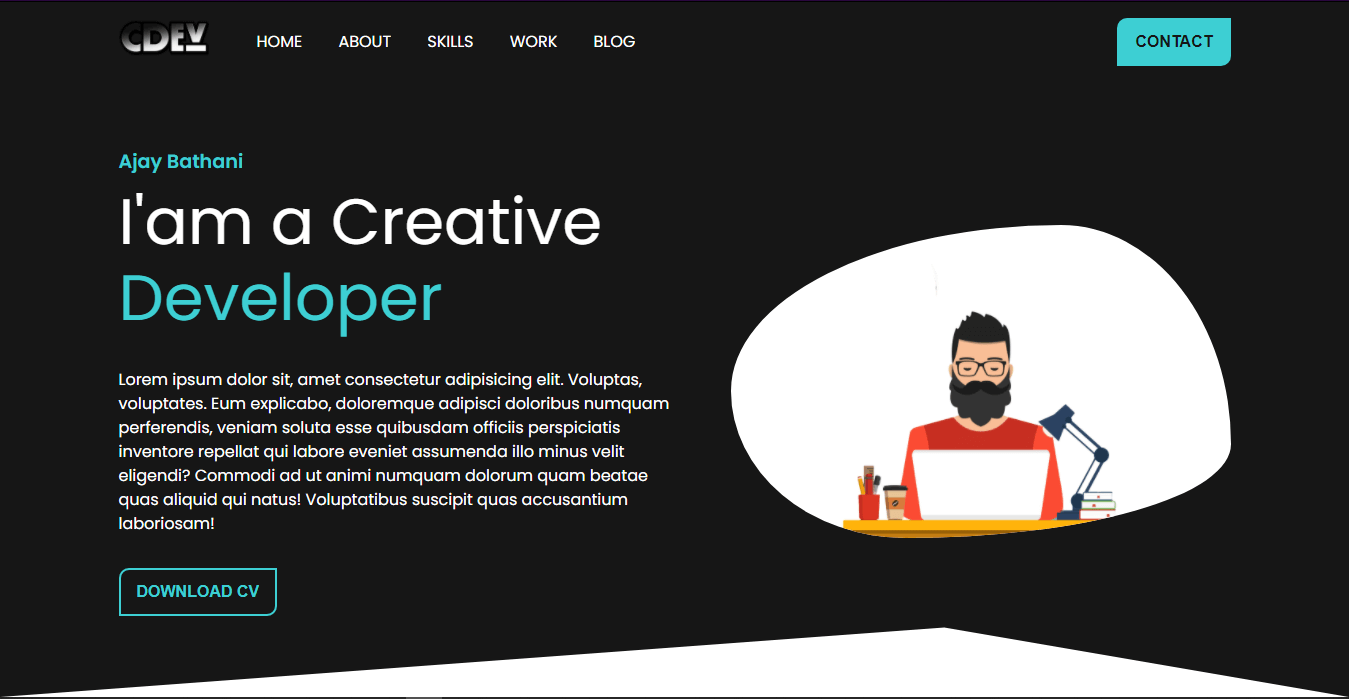 CDEV
HOME
ABOUT
SKILLS
WORK
BLOG
CONTACT
Ajay Bathani
I'am a Creative
Developer
Lorem ipsum dolor sit, amet consectetur adipisicing elit. Voluptas,
voluptates. Eum explicabo, doloremque adipisci doloribus numquam
perferendis, veniam soluta esse quibusdam officiis perspiciatis
inventore repellat qui labore eveniet assumenda illo minus velit
eligendi? Commodi ad ut animi numquam dolorum quam beatae
quas aliquid qui natus! Voluptatibus suscipit quas accusantium
laboriosam!
DOWNLOAD CV